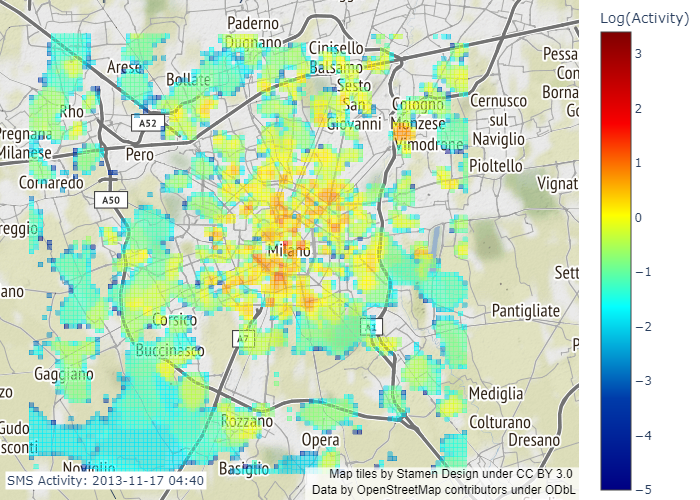 Log(Activity)
3
2
1
0
−1
−2
−3
−4
−5
Paderno
Dugnano
Cinisello
Balsamo
Arese
Bollate
Sesto
San
Giovanni
Cologno
Monzese
Vimodrone
Cernusco
sul
Naviglio
Pessa
Con
Borna
Go
Rho
A52
Pregnana
Milanese
Pero
Pioltello
Cornaredo
A50
Vignat
reggio
Milano
Sett
ano
Pantigliate
Corsico
A1
A7
Buccinasco
P
Gaggiano
zo
Mediglia
Rozzano
Colturano
Gudo
sconti
Opera
Dresano
Noviglio
Basiglio
SMS Activity: 2013-11-17 04:40
Map tiles by Stamen Design under CC BY 3.0
Data by OpenStreetMap contributors under ODbL